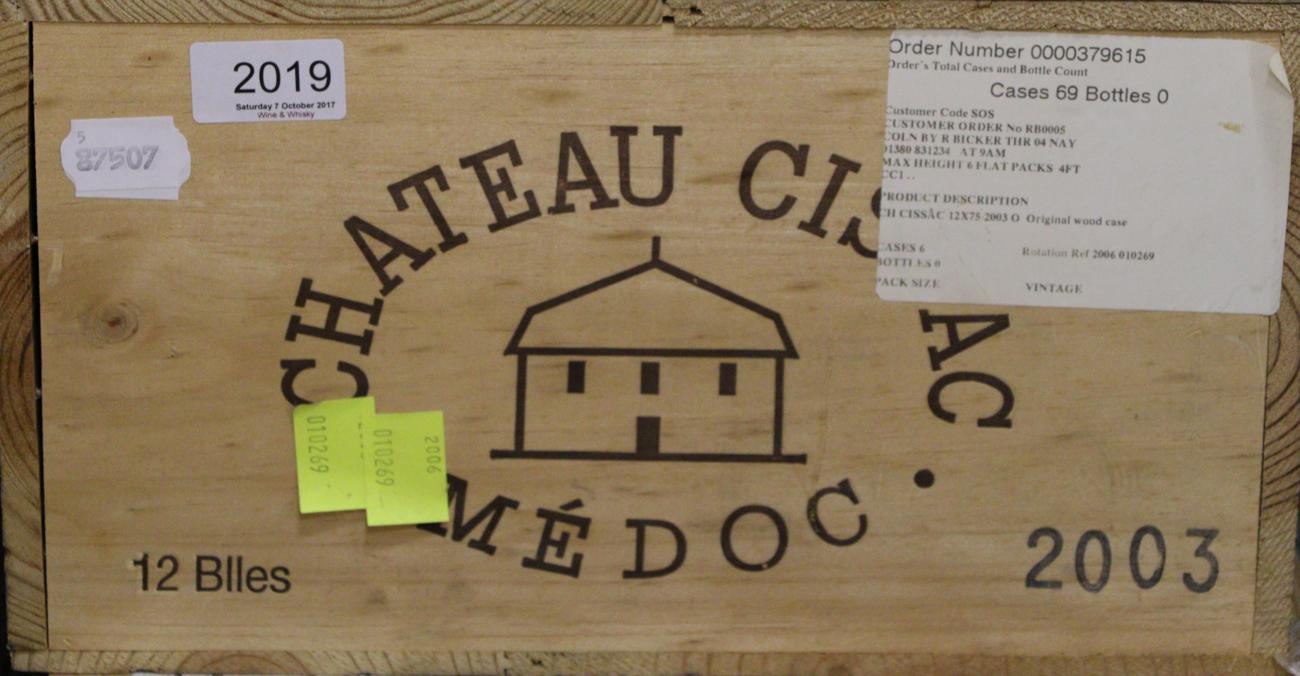 2019
Saturday 7 October 2017
Wine & Whisky
5
87507
Order Number 0000379615
Order's Total Cases and Bottle Count
Cases 69 Bottles 0
Customer Code SOS
CUSTOMER ORDER No RB0005
COLN BY R BICKER THR 04 NAY
01380 831234 AT 9AM
MAX HEIGHT 6 FLAT PACKS 4FT
CC1 ..
PRODUCT DESCRIPTION
CH CISSAC 12X75 2003 O Original wood case
CASES 6 Rotation Ref 2006 010269
BOTTLES 0
PACK SIZE VINTAGE
CHATEAU CISSAC
MÉDOC
010269
010269
2006
12 Blles
2003